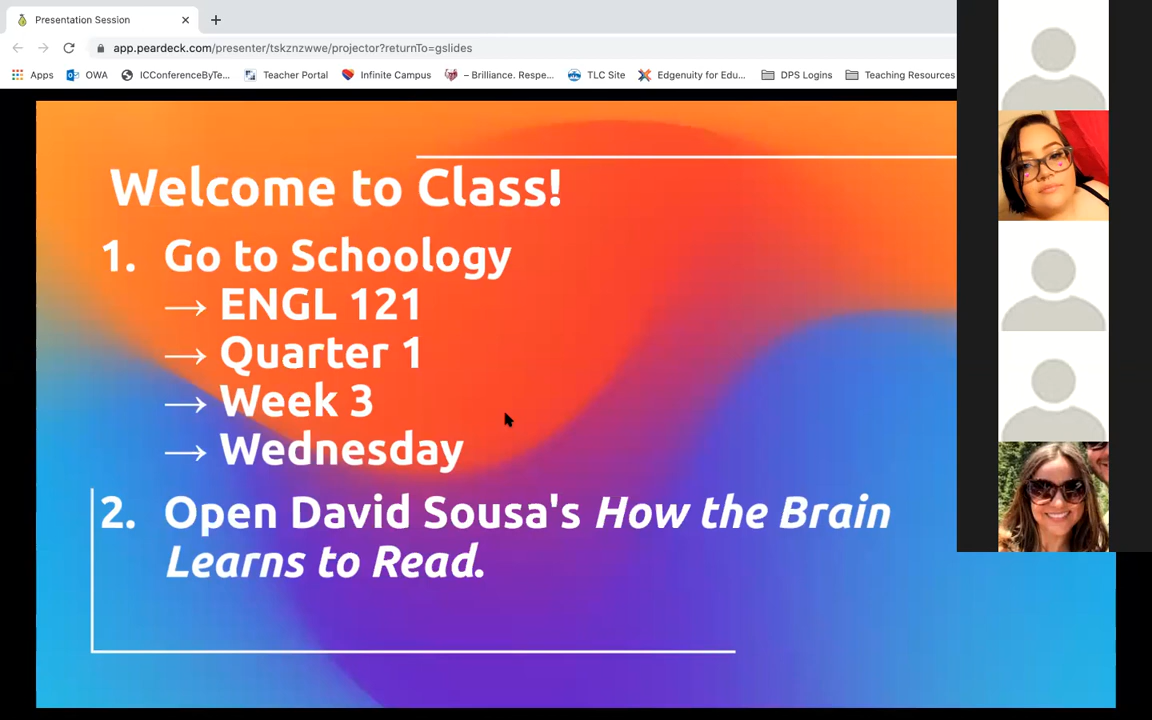 Presentation Session
app.peardeck.com/presenter/tskznzwwe/projector?returnTo=gslides
Apps OWA ICConferenceByTe... Teacher Portal Infinite Campus – Brilliance. Respe... TLC Site Edgenuity for Edu... DPS Logins Teaching Resources
Welcome to Class!
1. Go to Schoology
→ ENGL 121
→ Quarter 1
→ Week 3
→ Wednesday
2. Open David Sousa's How the Brain
Learns to Read.